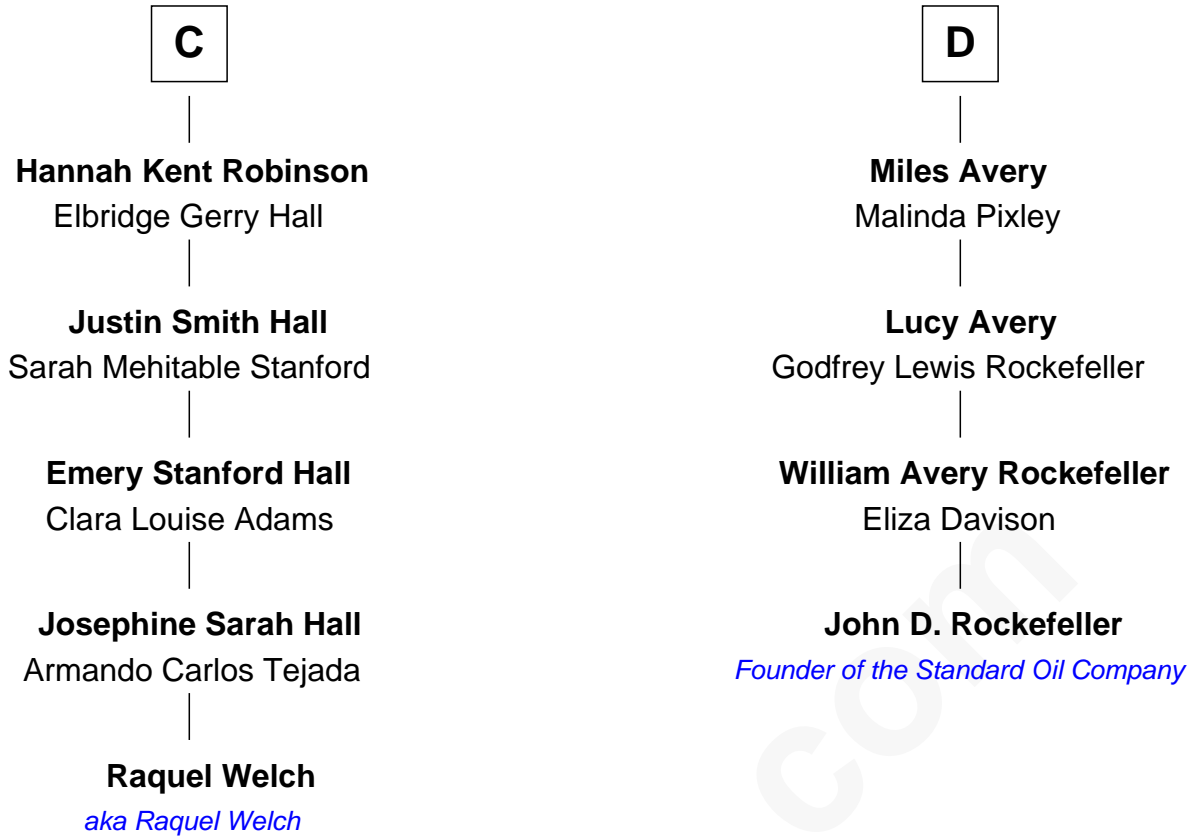 C
Hannah Kent Robinson
Elbridge Gerry Hall
Justin Smith Hall
Sarah Mehitable Stanford
Emery Stanford Hall
Clara Louise Adams
Josephine Sarah Hall
Armando Carlos Tejada
Raquel Welch
aka Raquel Welch
D
Miles Avery
Malinda Pixley
Lucy Avery
Godfrey Lewis Rockefeller
William Avery Rockefeller
Eliza Davison
John D. Rockefeller
Founder of the Standard Oil Company
com